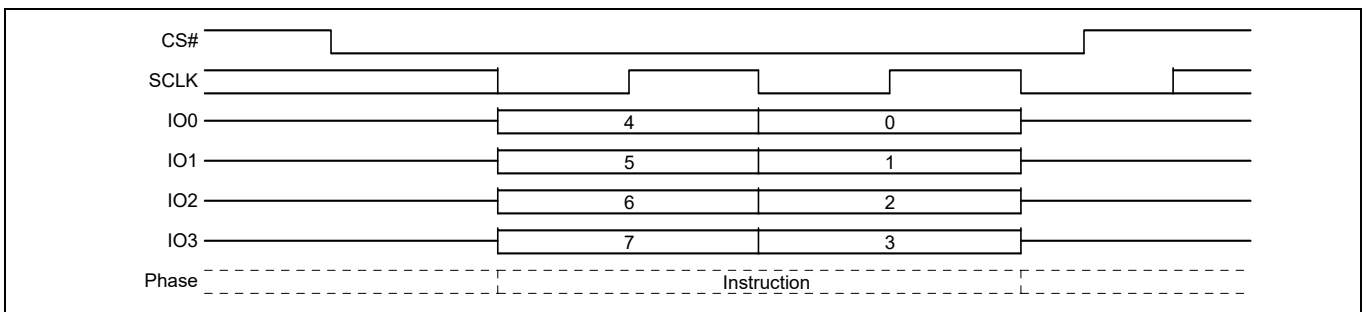 CS#
SCLK
IO0 4 0
IO1 5 1
IO2 6 2
IO3 7 3
Phase Instruction